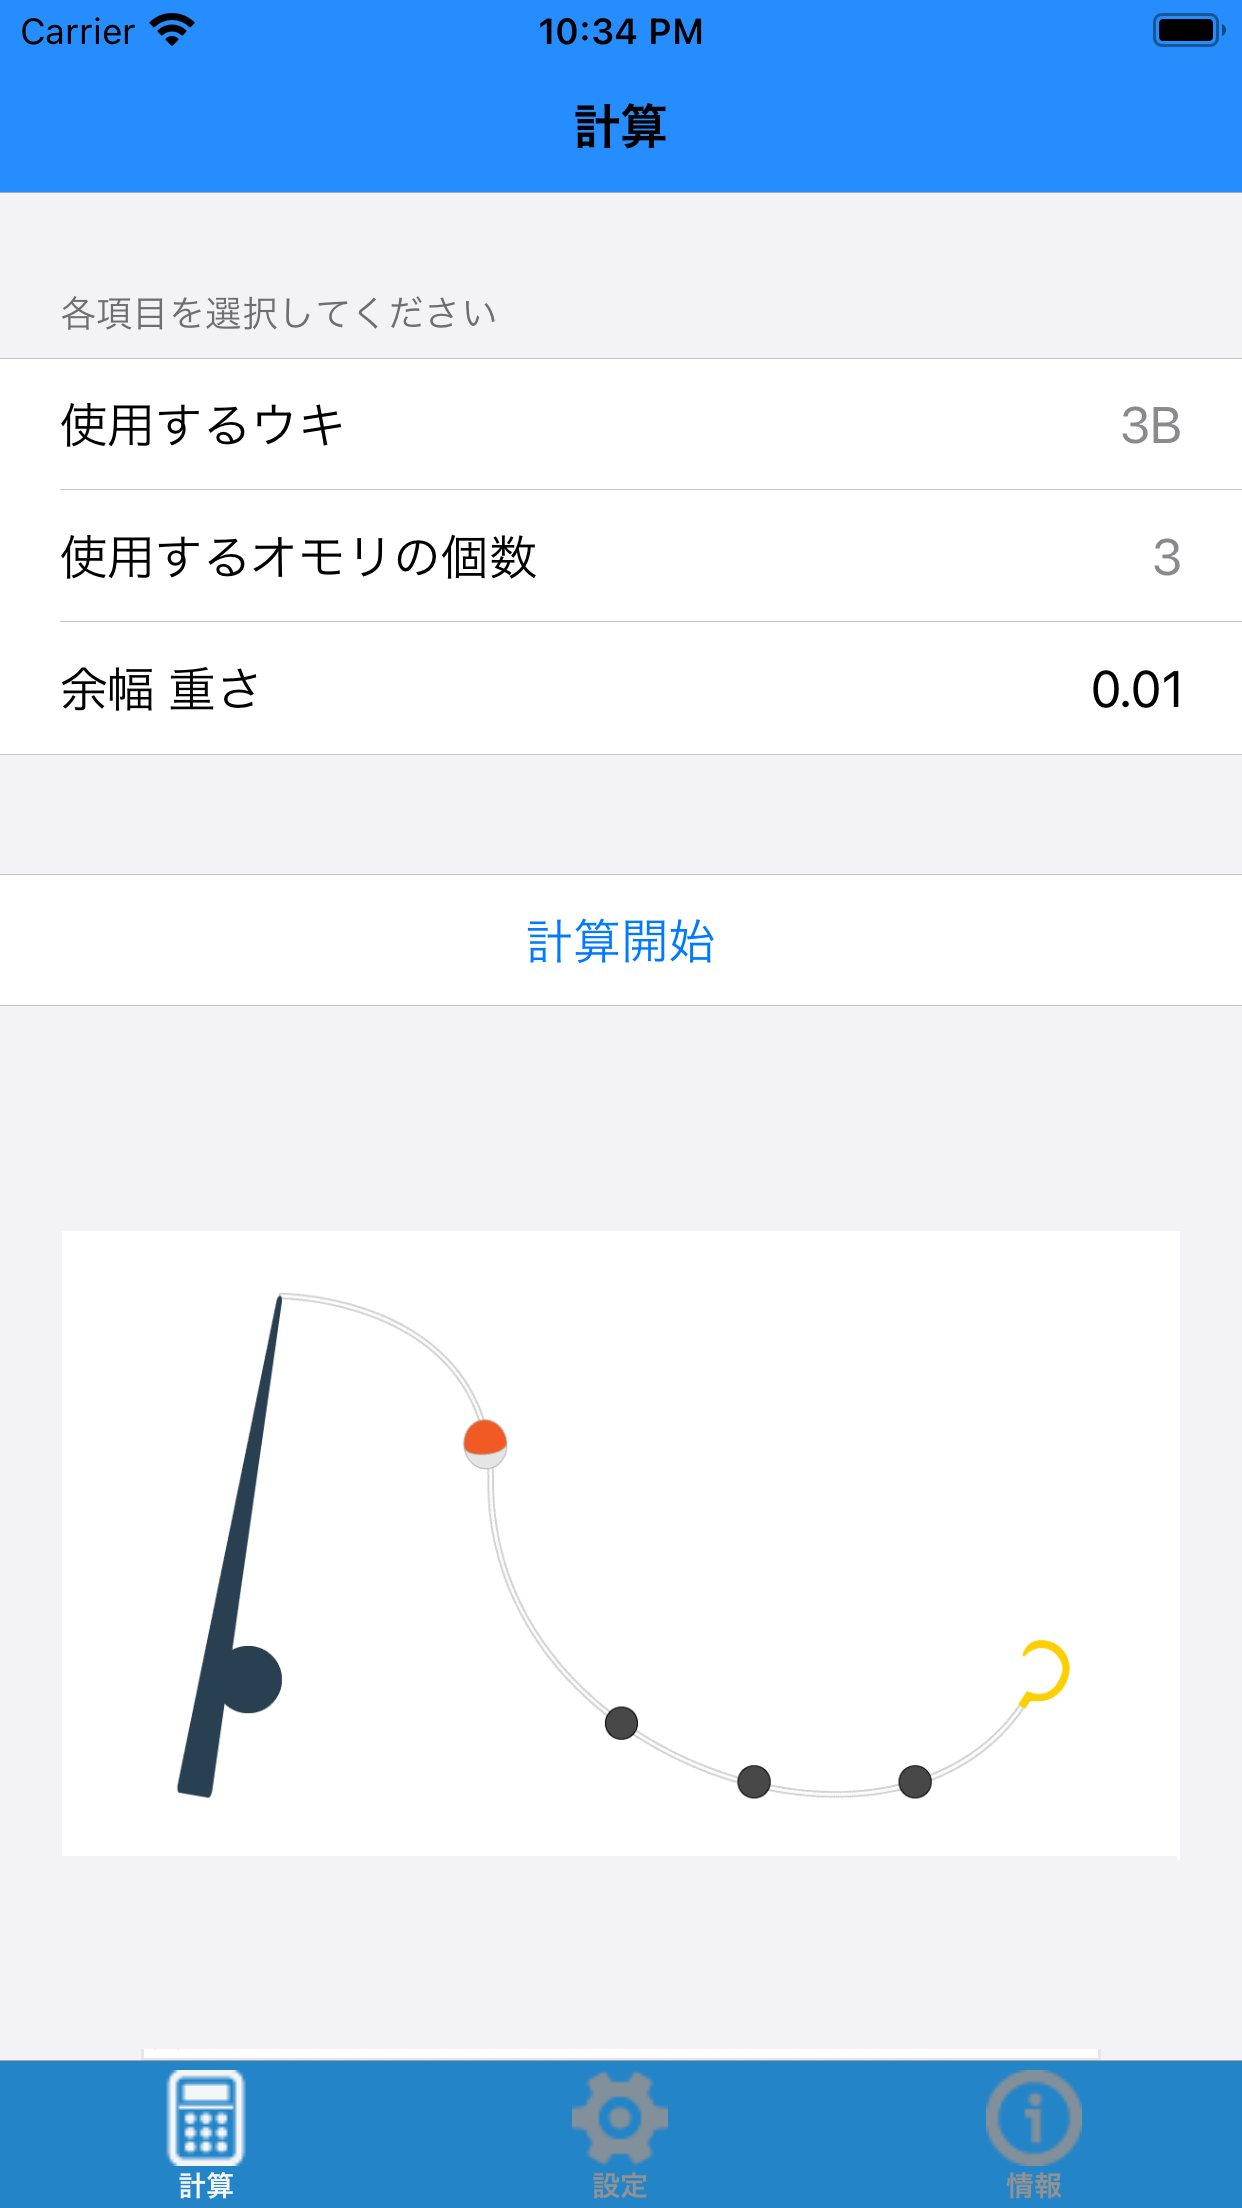 Carrier 10:34 PM
計算
各項目を選択してください
使用するウキ 3B
使用するオモリの個数 3
余幅 重さ 0.01
計算開始
計算 設定 情報